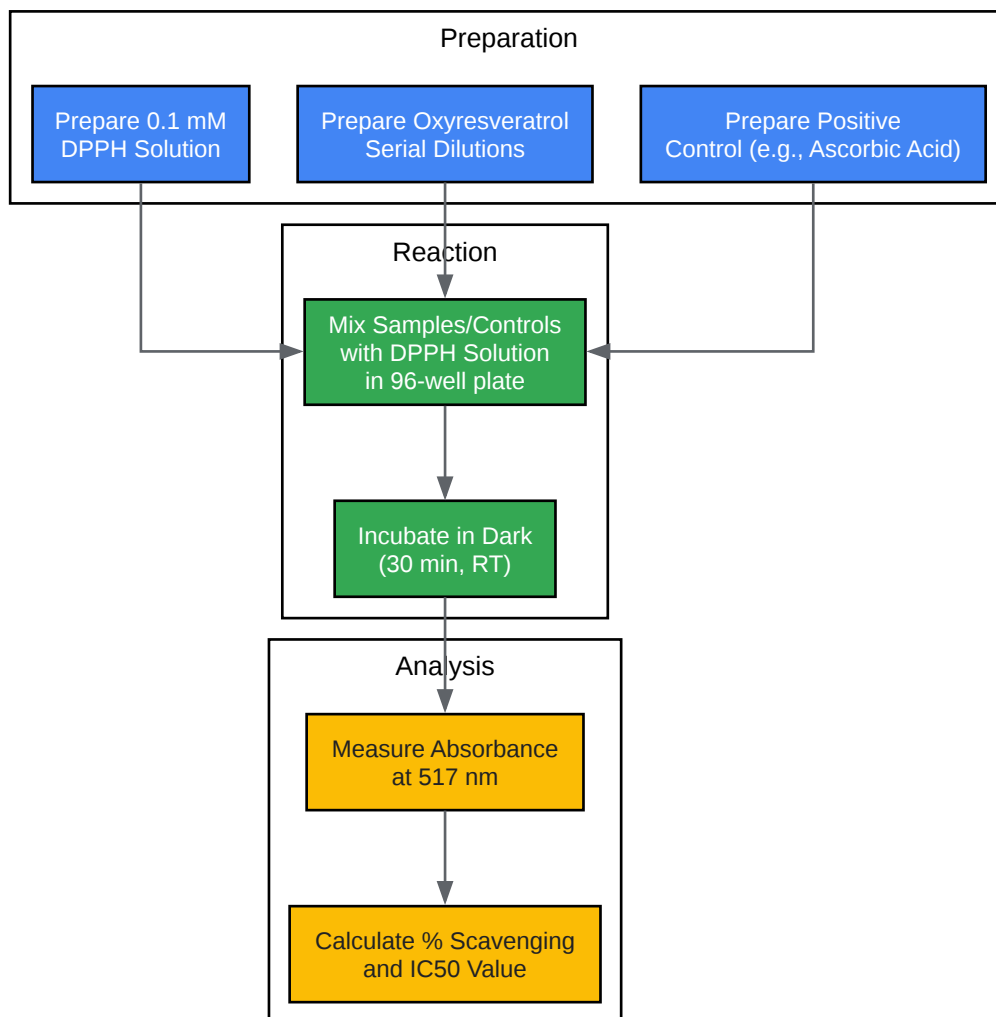 Preparation
Prepare 0.1 mM
DPPH Solution
Prepare Oxyresveratrol
Serial Dilutions
Prepare Positive
Control (e.g., Ascorbic Acid)
Reaction
Mix Samples/Controls
with DPPH Solution
in 96-well plate
Incubate in Dark
(30 min, RT)
Analysis
Measure Absorbance
at 517 nm
Calculate % Scavenging
and IC50 Value